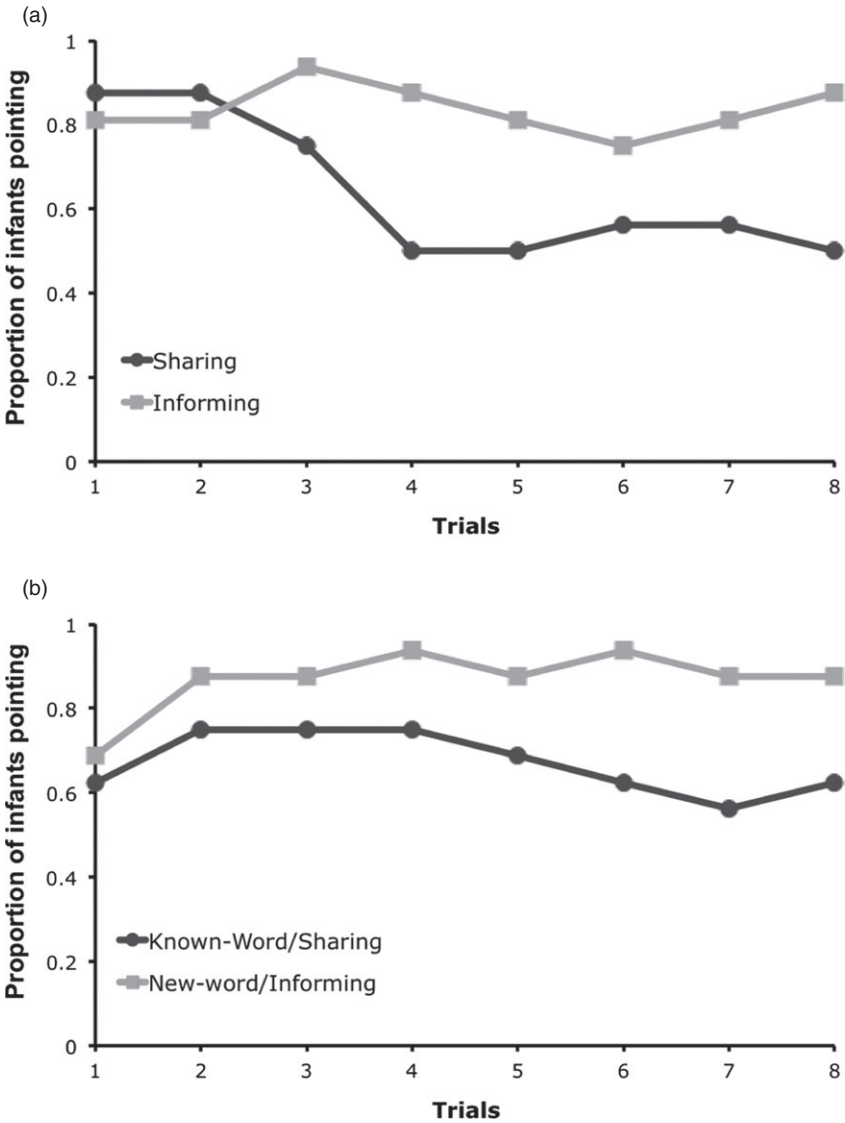 (a)
Proportion of infants pointing
1
0.8
0.6
0.4
0.2
0
Sharing
Informing
1 2 3 4 5 6 7 8
Trials
(b)
Proportion of infants pointing
1
0.8
0.6
0.4
0.2
0
Known-Word/Sharing
New-word/Informing
1 2 3 4 5 6 7 8
Trials